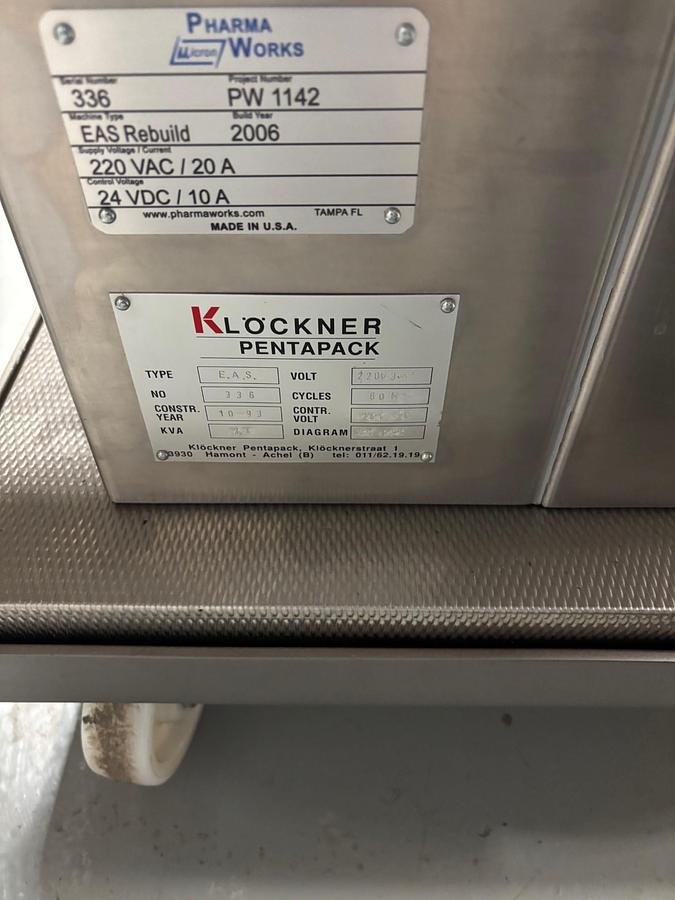 PHARMA
Micron WORKS
Serial Number Project Number
336 PW 1142
Machine Type Build Year
EAS Rebuild 2006
Supply Voltage / Current
220 VAC / 20 A
Control Voltage
24 VDC / 10 A
www.pharmaworks.com TAMPA FL
MADE IN U.S.A.
KLÖCKNER
PENTAPACK
TYPE E.A.S. VOLT
NO 336 CYCLES
CONSTR. YEAR 10-93 CONTR. VOLT
KVA DIAGRAM
Klöckner Pentapack, Klöcknerstraat 1
3930 Hamont - Achel (B) tel: 011/62.19.19